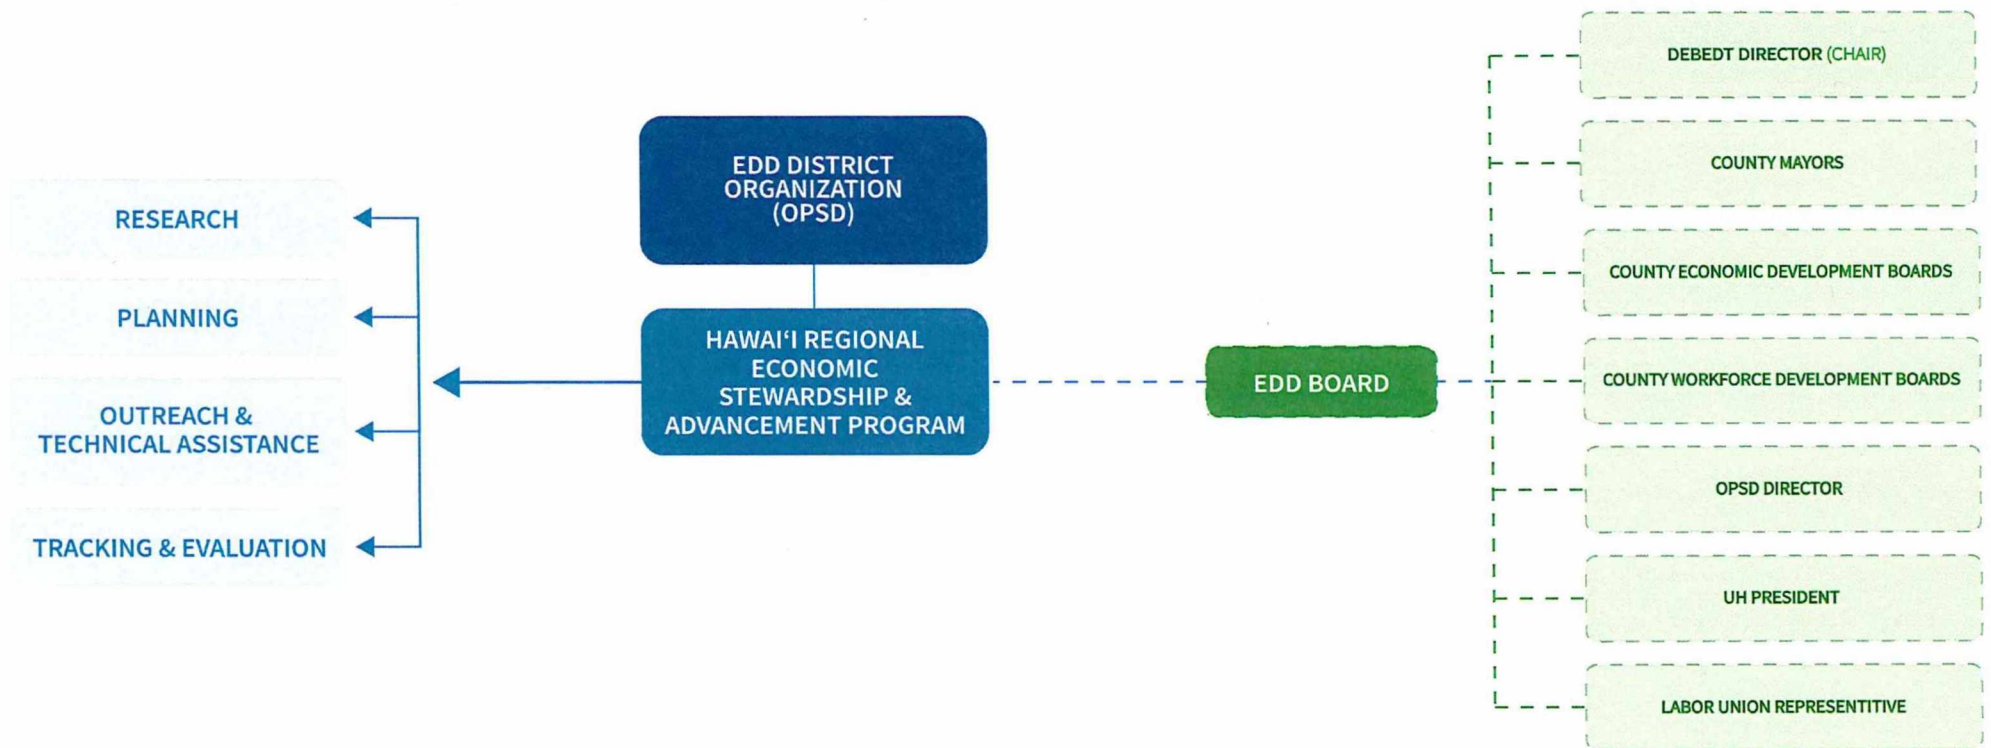 RESEARCH
PLANNING
OUTREACH &
TECHNICAL ASSISTANCE
TRACKING & EVALUATION
EDD DISTRICT
ORGANIZATION
(OPSD)
HAWAIʻI REGIONAL
ECONOMIC
STEWARDSHIP &
ADVANCEMENT PROGRAM
EDD BOARD
DEBEDT DIRECTOR (CHAIR)
COUNTY MAYORS
COUNTY ECONOMIC DEVELOPMENT BOARDS
COUNTY WORKFORCE DEVELOPMENT BOARDS
OPSD DIRECTOR
UH PRESIDENT
LABOR UNION REPRESENTITIVE